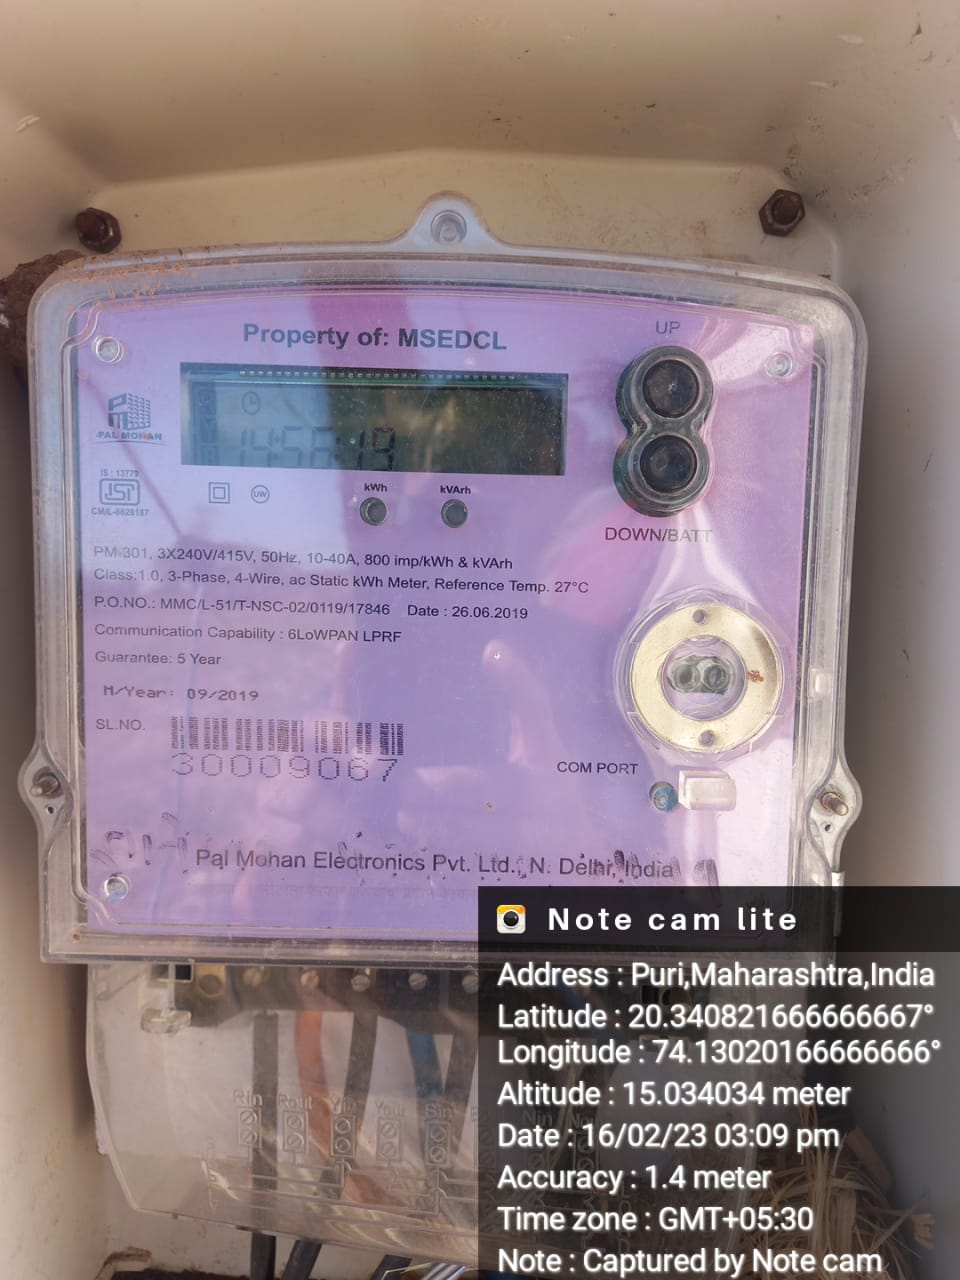 Property of: MSEDCL
UP
PM
PAL MOHAN
14:56:19
IS : 13779
ISI
CM/L-8628187
UW
kWh
kVArh
DOWN/BATT
PM-301, 3X240V/415V, 50Hz, 10-40A, 800 imp/kWh & kVArh
Class:1.0, 3-Phase, 4-Wire, ac Static kWh Meter, Reference Temp. 27°C
P.O.NO.: MMC/L-51/T-NSC-02/0119/17846 Date : 26.06.2019
Communication Capability : 6LoWPAN LPRF
Guarantee: 5 Year
M/Year: 09/2019
SL.NO.
30009067
COM PORT
Pal Mohan Electronics Pvt. Ltd., N. Delhi, India
Rin Rout Yin Yout Bin
Note cam lite
Address : Puri,Maharashtra,India
Latitude : 20.340821666666667°
Longitude : 74.13020166666666°
Altitude : 15.034034 meter
Date : 16/02/23 03:09 pm
Accuracy : 1.4 meter
Time zone : GMT+05:30
Note : Captured by Note cam